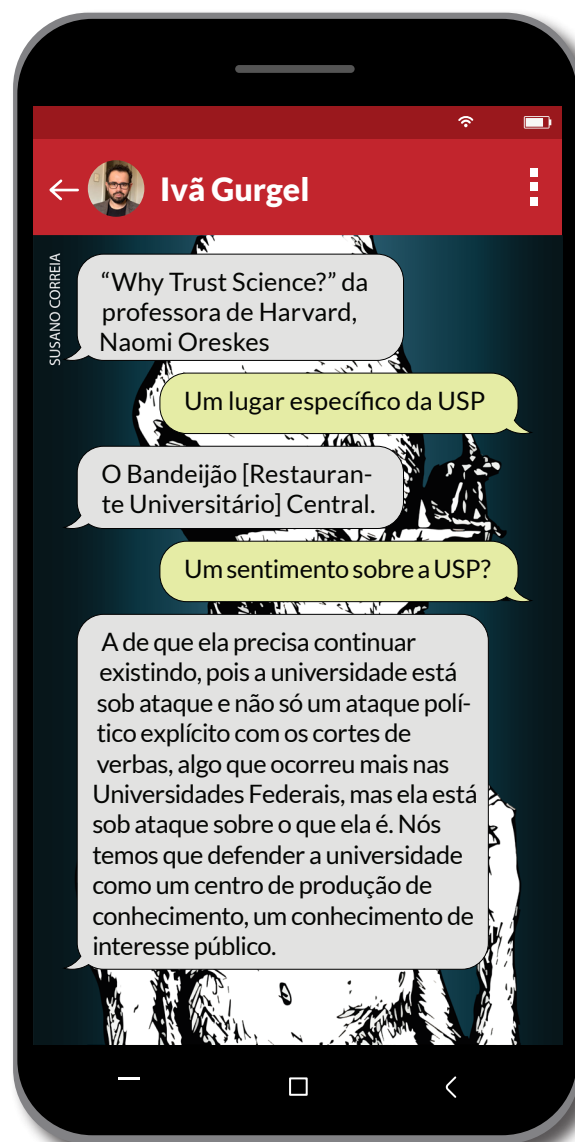 Ivã Gurgel
SUSANO CORREIA
“Why Trust Science?” da
professora de Harvard,
Naomi Oreskes
Um lugar específico da USP
O Bandeijão [Restauran-
te Universitário] Central.
Um sentimento sobre a USP?
A de que ela precisa continuar
existindo, pois a universidade está
sob ataque e não só um ataque polí-
tico explícito com os cortes de
verbas, algo que ocorreu mais nas
Universidades Federais, mas ela está
sob ataque sobre o que ela é. Nós
temos que defender a universidade
como um centro de produção de
conhecimento, um conhecimento de
interesse público.